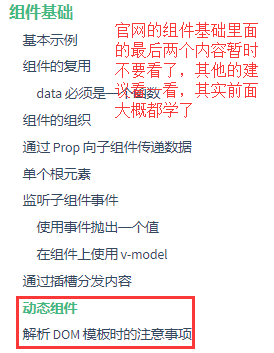 组件基础
基本示例
组件的复用
data 必须是一个函数
组件的组织
通过 Prop 向子组件传递数据
单个根元素
监听子组件事件
使用事件抛出一个值
在组件上使用 v-model
通过插槽分发内容
动态组件
解析 DOM 模板时的注意事项
官网的组件基础里面
的最后两个内容暂时
不要看了，其他的建
议看一看，其实前面
大概都学了